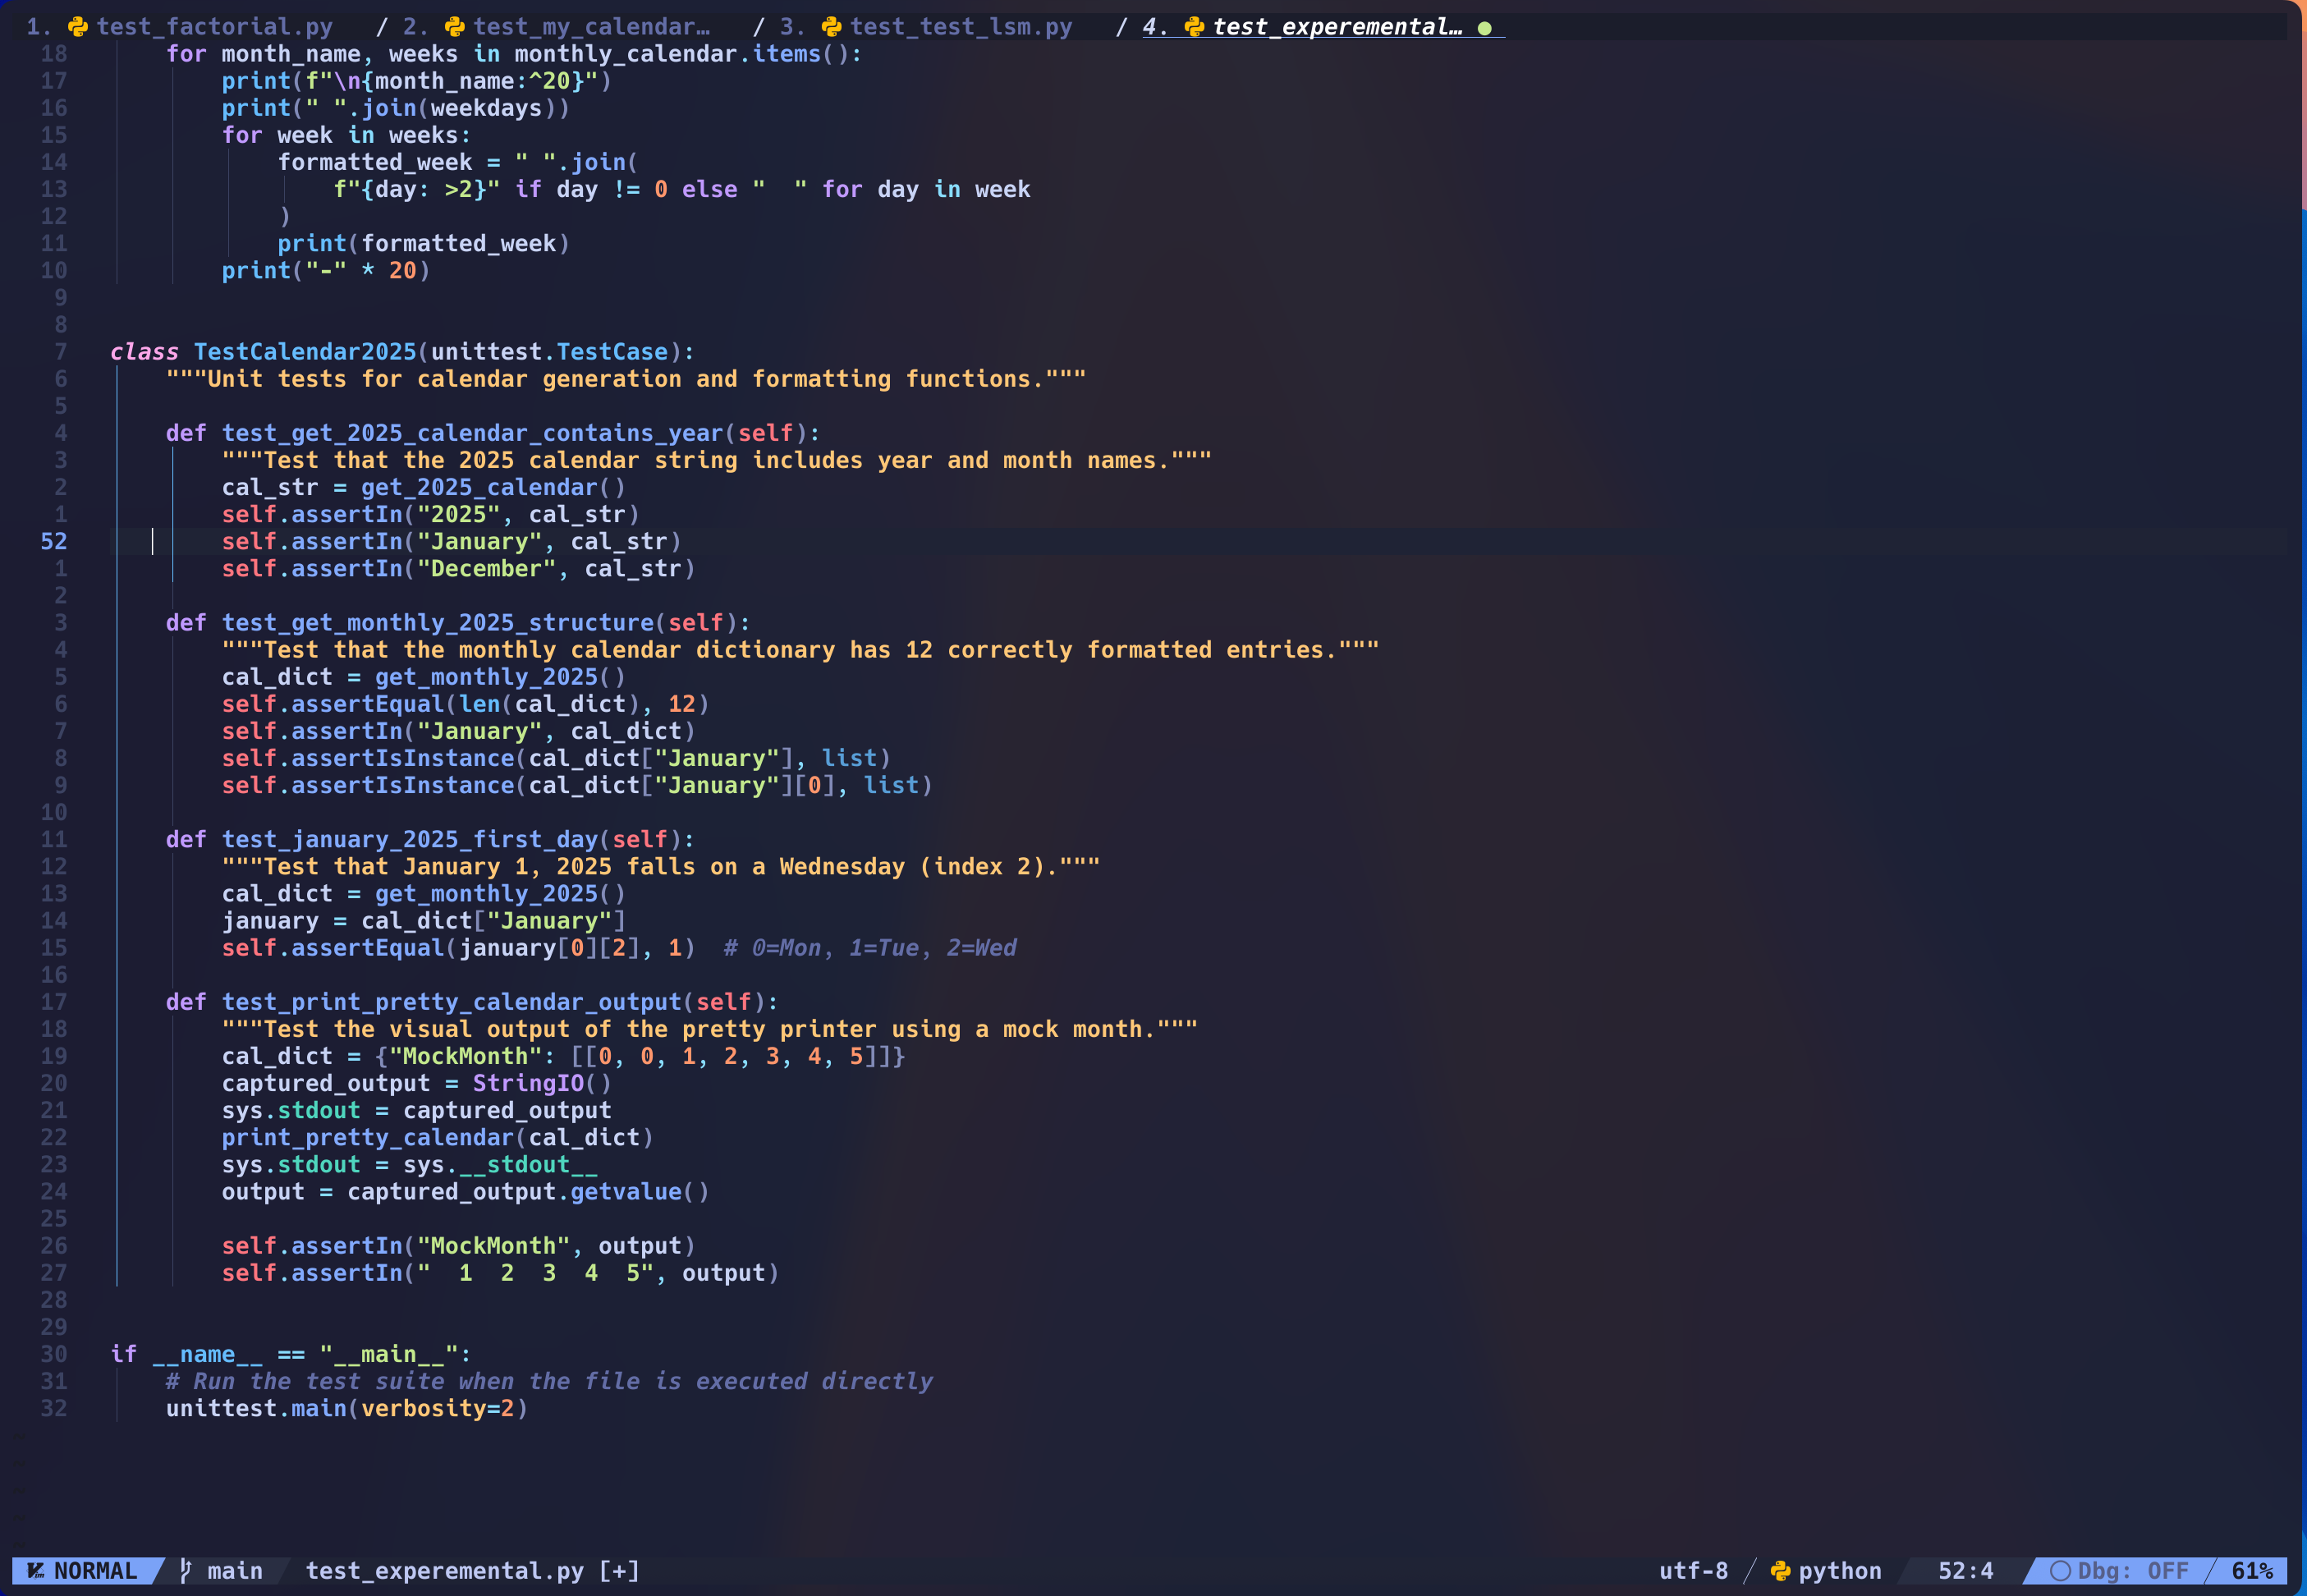 1. test_factorial.py / 2. test_my_calendar… / 3. test_test_lsm.py / 4. test_experemental… ●
18     for month_name, weeks in monthly_calendar.items():
17         print(f"\n{month_name:^20}")
16         print(" ".join(weekdays))
15         for week in weeks:
14             formatted_week = " ".join(
13                 f"{day: >2}" if day != 0 else "  " for day in week
12             )
11             print(formatted_week)
10         print("-" * 20)
9
8
7 class TestCalendar2025(unittest.TestCase):
6     """Unit tests for calendar generation and formatting functions."""
5
4     def test_get_2025_calendar_contains_year(self):
3         """Test that the 2025 calendar string includes year and month names."""
2         cal_str = get_2025_calendar()
1         self.assertIn("2025", cal_str)
52         self.assertIn("January", cal_str)
1         self.assertIn("December", cal_str)
2
3     def test_get_monthly_2025_structure(self):
4         """Test that the monthly calendar dictionary has 12 correctly formatted entries."""
5         cal_dict = get_monthly_2025()
6         self.assertEqual(len(cal_dict), 12)
7         self.assertIn("January", cal_dict)
8         self.assertIsInstance(cal_dict["January"], list)
9         self.assertIsInstance(cal_dict["January"][0], list)
10
11     def test_january_2025_first_day(self):
12         """Test that January 1, 2025 falls on a Wednesday (index 2)."""
13         cal_dict = get_monthly_2025()
14         january = cal_dict["January"]
15         self.assertEqual(january[0][2], 1)  # 0=Mon, 1=Tue, 2=Wed
16
17     def test_print_pretty_calendar_output(self):
18         """Test the visual output of the pretty printer using a mock month."""
19         cal_dict = {"MockMonth": [[0, 0, 1, 2, 3, 4, 5]]}
20         captured_output = StringIO()
21         sys.stdout = captured_output
22         print_pretty_calendar(cal_dict)
23         sys.stdout = sys.__stdout__
24         output = captured_output.getvalue()
25
26         self.assertIn("MockMonth", output)
27         self.assertIn("  1  2  3  4  5", output)
28
29
30 if __name__ == "__main__":
31     # Run the test suite when the file is executed directly
32     unittest.main(verbosity=2)
~
~
~
~
~
NORMAL main test_experemental.py [+] utf-8 python 52:4 Dbg: OFF 61%